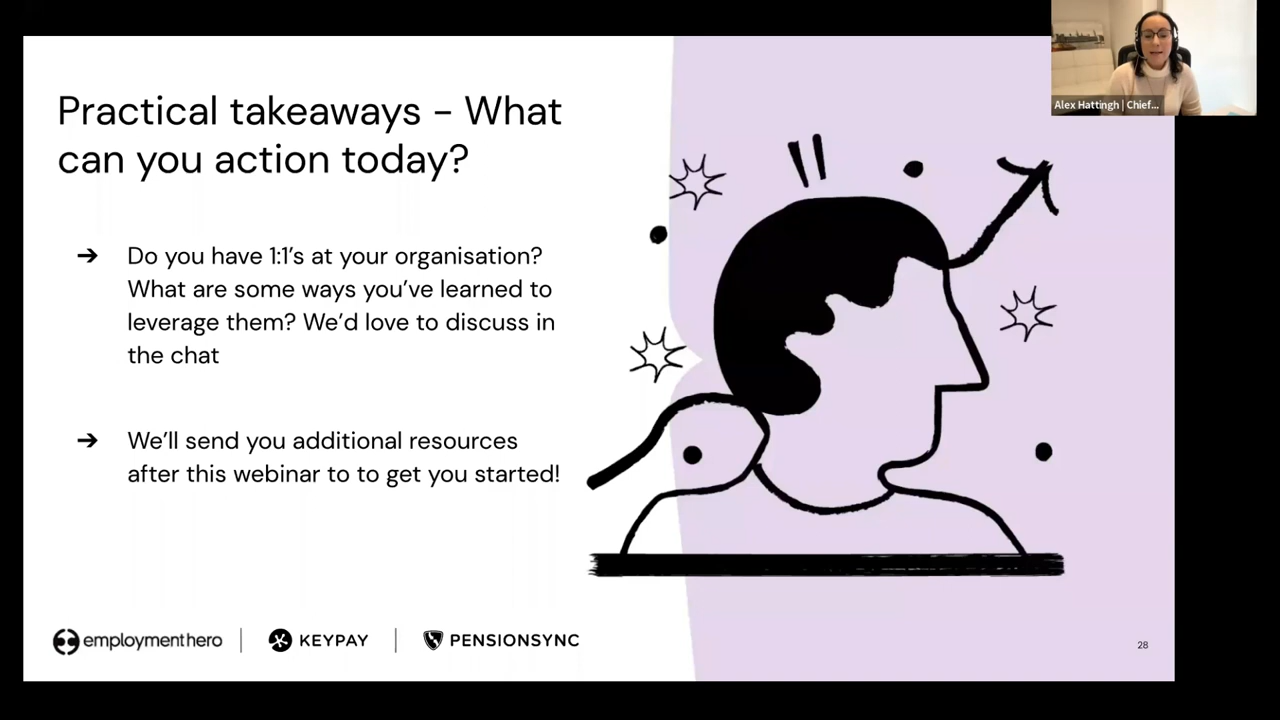 Alex Hattingh | Chief...
Practical takeaways - What
can you action today?
➔ Do you have 1:1's at your organisation?
What are some ways you've learned to
leverage them? We'd love to discuss in
the chat
➔ We'll send you additional resources
after this webinar to to get you started!
employmenthero | KEYPAY | PENSIONSYNC
28